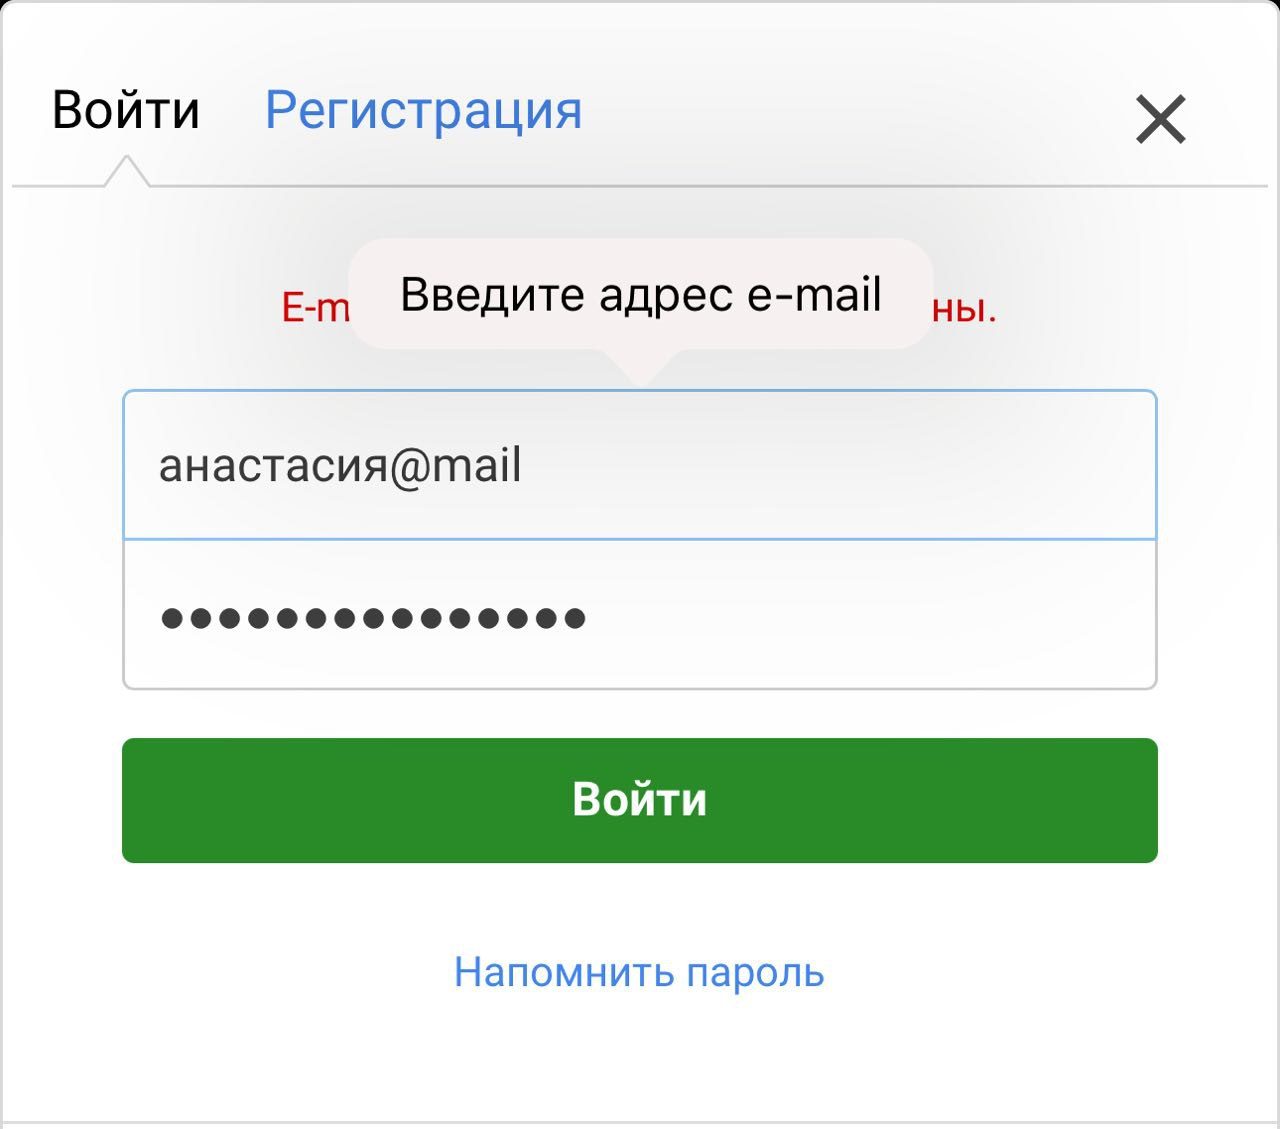 Войти Регистрация
Введите адрес e-mail
E-m ны.
анастасия@mail
Войти
Напомнить пароль